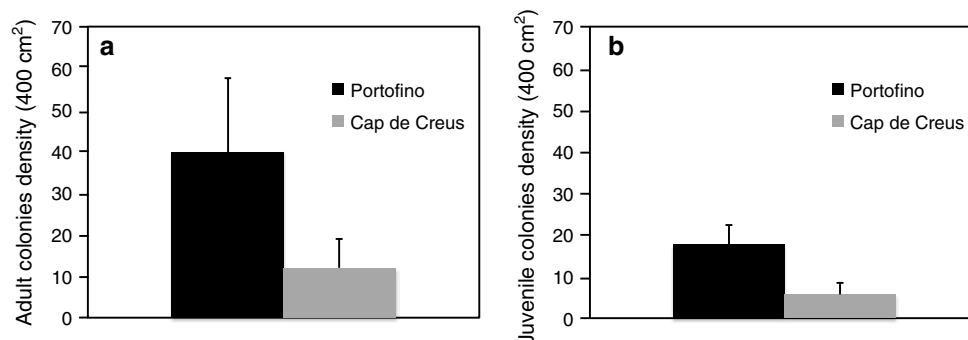 a
Adult colonies density (400 cm²)
70
60
50
40
30
20
10
0
Portofino
Cap de Creus
b
Juvenile colonies density (400 cm²)
70
60
50
40
30
20
10
0
Portofino
Cap de Creus